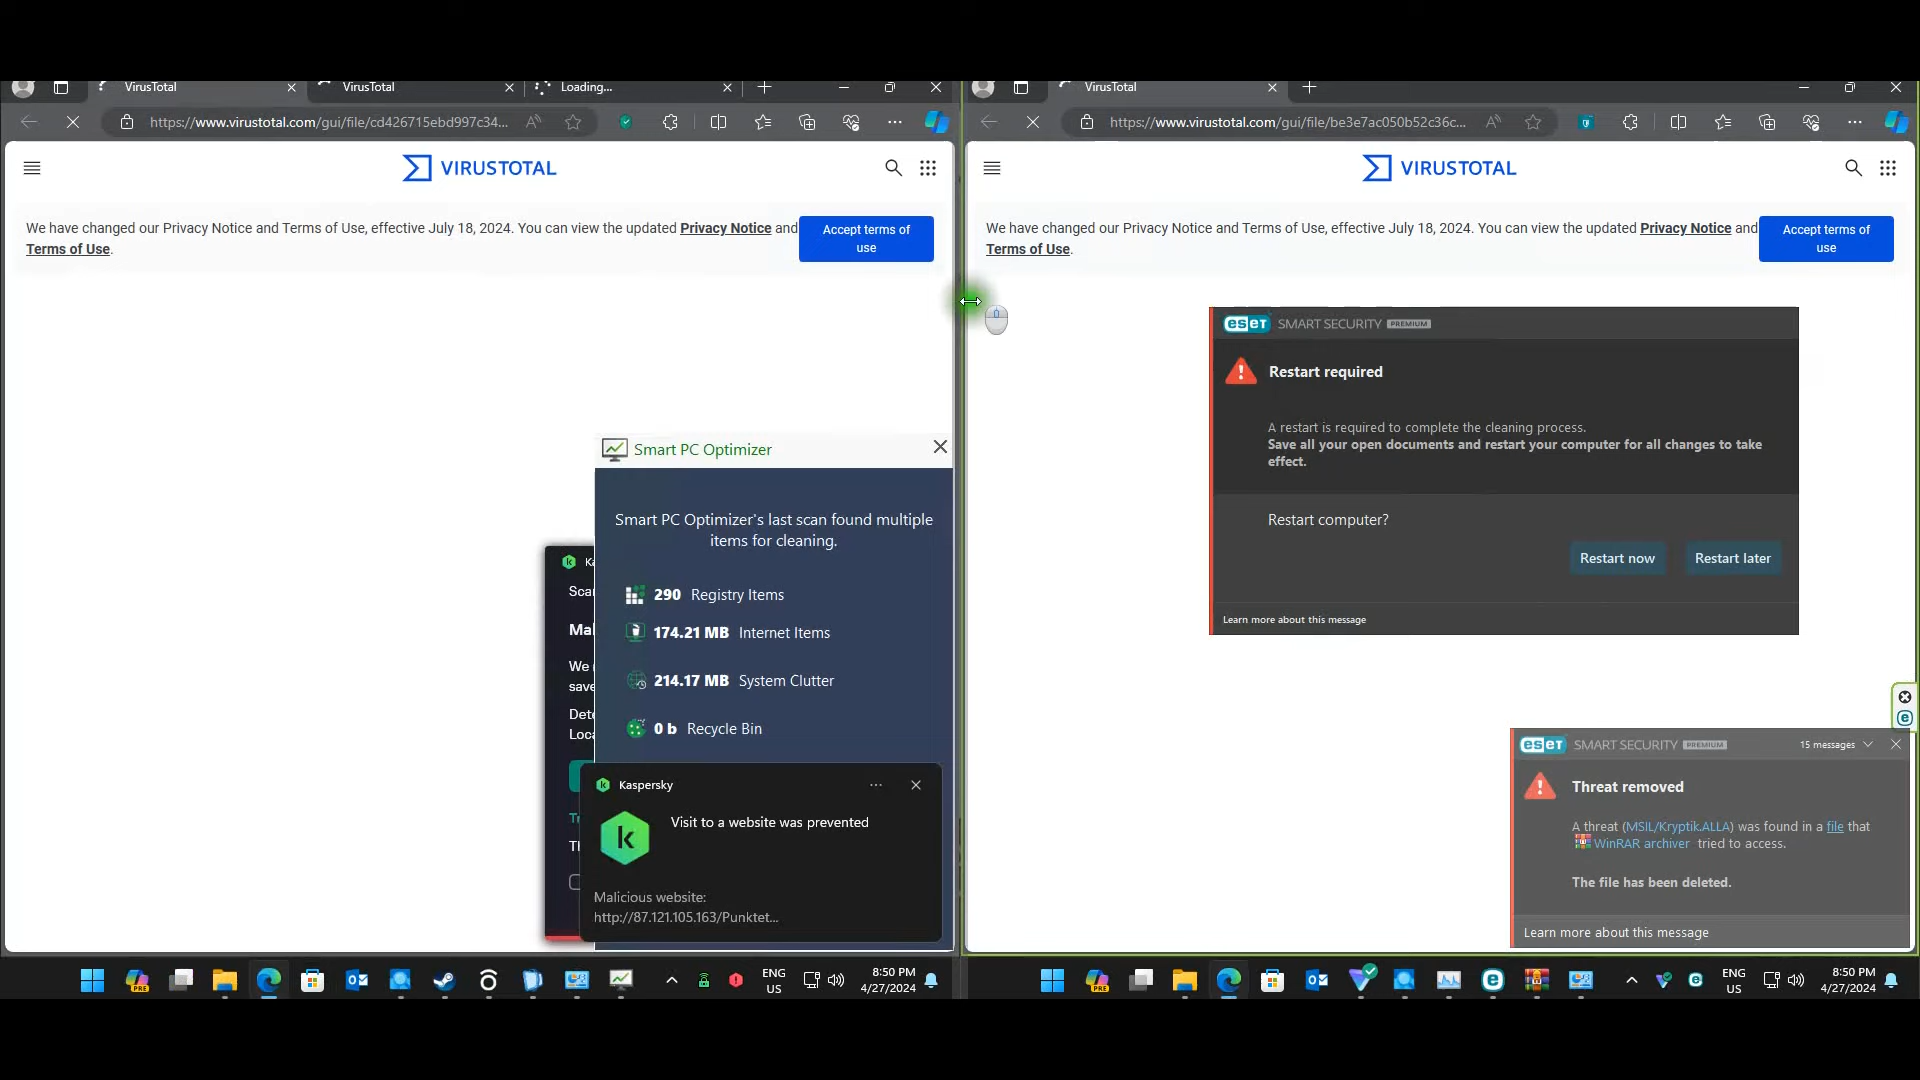 VirusTotal
VirusTotal
Loading...
https://www.virustotal.com/gui/file/cd426715ebd997c34...
VIRUSTOTAL
We have changed our Privacy Notice and Terms of Use, effective July 18, 2024. You can view the updated Privacy Notice and
Terms of Use.
Accept terms of
use
Smart PC Optimizer
Smart PC Optimizer's last scan found multiple
items for cleaning.
290 Registry Items
174.21 MB Internet Items
214.17 MB System Clutter
0 b Recycle Bin
Ka
Scan
Mal
We
save
Dete
Loca
Kaspersky
Visit to a website was prevented
Malicious website:
http://87.121.105.163/Punktet...
PRE
ENG
US
8:50 PM
4/27/2024
VirusTotal
https://www.virustotal.com/gui/file/be3e7ac050b52c36c...
VIRUSTOTAL
We have changed our Privacy Notice and Terms of Use, effective July 18, 2024. You can view the updated Privacy Notice and
Terms of Use.
Accept terms of
use
eset SMART SECURITY PREMIUM
Restart required
A restart is required to complete the cleaning process.
Save all your open documents and restart your computer for all changes to take
effect.
Restart computer?
Restart now
Restart later
Learn more about this message
eset SMART SECURITY PREMIUM
15 messages
Threat removed
A threat (MSIL/Kryptik.ALLA) was found in a file that
WinRAR archiver tried to access.
The file has been deleted.
Learn more about this message
PRE
ENG
US
8:50 PM
4/27/2024